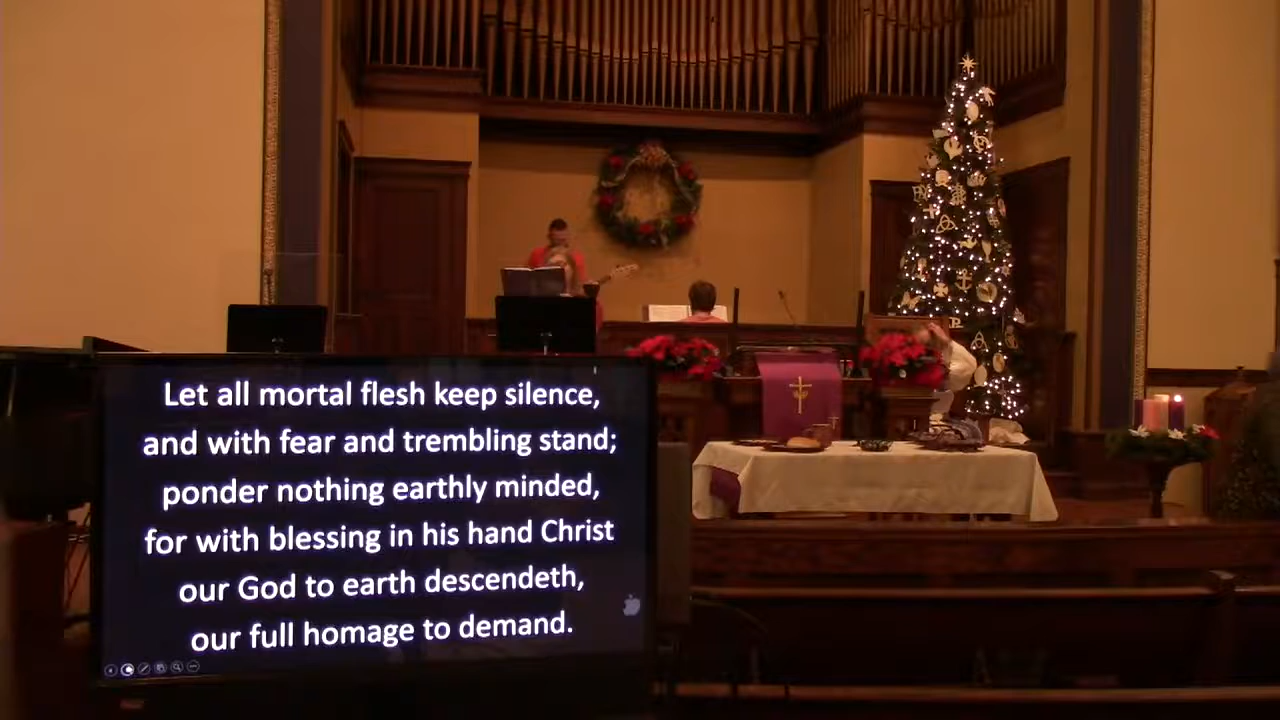 Let all mortal flesh keep silence,
and with fear and trembling stand;
ponder nothing earthly minded,
for with blessing in his hand Christ
our God to earth descendeth,
our full homage to demand.